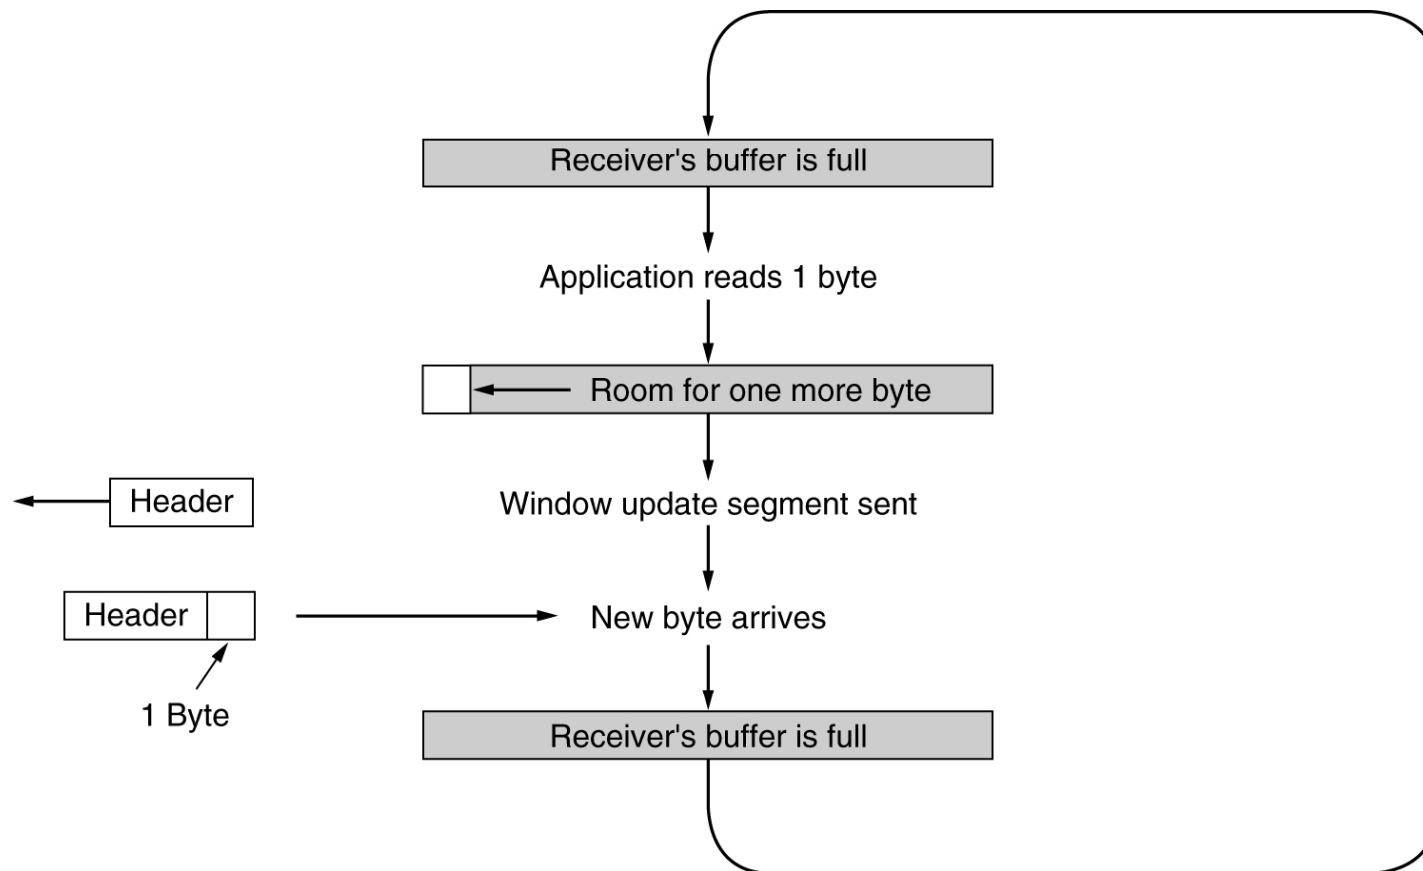 Receiver's buffer is full
Application reads 1 byte
Room for one more byte
Header
Window update segment sent
Header
New byte arrives
1 Byte
Receiver's buffer is full